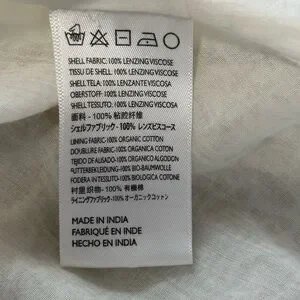 SHELL FABRIC: 100% LENZING VISCOSE
TISSU DE SHELL: 100% LENZING VISCOSE
SHELL TELA: 100% LENZING VISCOSA
OBERSTOFF: 100% LENZING VISCOSE
SHELL TESSUTO: 100% LENZING VISCOSA
面料 - 100% 粘胶纤维
シェルファブリック-100% レンズビスコース
LINING FABRIC-100% ORGANIC COTTON
DOUBLURE FABRIC-100% ORGANICA COTON
TEJIDO DE ALISADO-100% ORGANICO ALGODON
FUTTERBEKLEIDUNG-100% BIO-BAUMWOLLE
FODERA IN TESSUTO-100% BIOLOGICA COTONE
衬里织物- 100% 有機棉
ライニングファブリック-100% オーガニックコットン
MADE IN INDIA
FABRIQUÉ EN INDE
HECHO EN INDIA